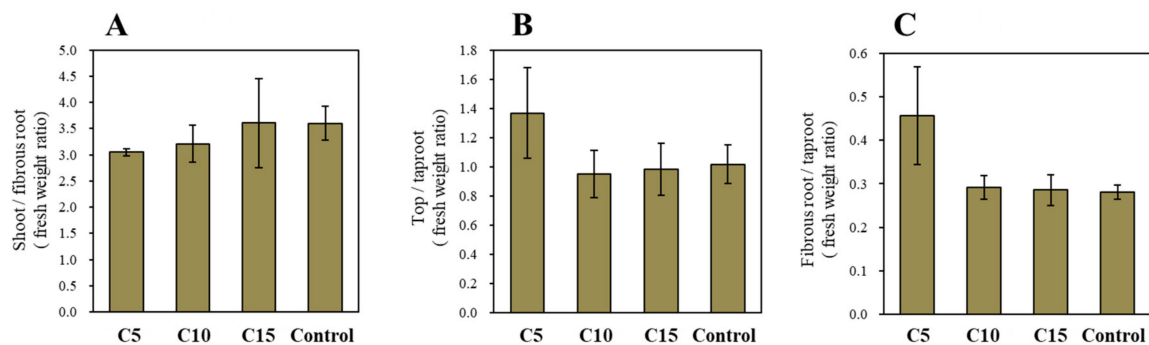 A
Shoot / fibrous root
( fresh weight ratio)
5.0
4.5
4.0
3.5
3.0
2.5
2.0
1.5
1.0
0.5
0.0
C5 C10 C15 Control
B
Top / taproot
( fresh weight ratio)
1.8
1.6
1.4
1.2
1.0
0.8
0.6
0.4
0.2
0.0
C5 C10 C15 Control
C
Fibrous root / taproot
( fresh weight ratio)
0.6
0.5
0.4
0.3
0.2
0.1
0.0
C5 C10 C15 Control